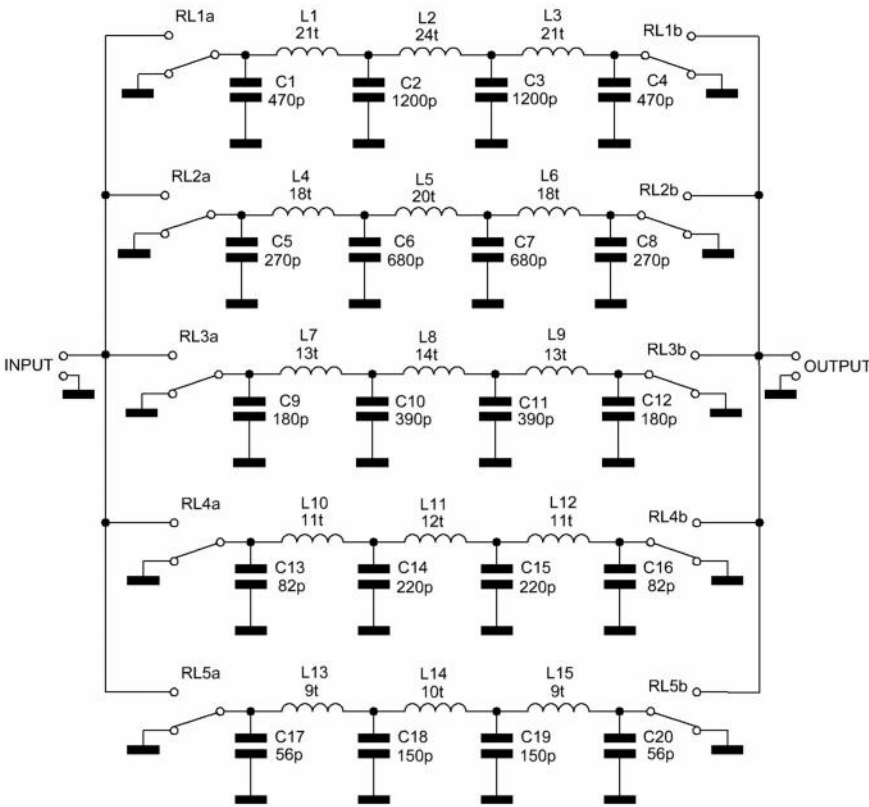 RL1a L1 L2 L3 RL1b
21t 24t 21t
C1 C2 C3 C4
470p 1200p 1200p 470p
RL2a L4 L5 L6 RL2b
18t 20t 18t
C5 C6 C7 C8
270p 680p 680p 270p
RL3a L7 L8 L9 RL3b
13t 14t 13t
INPUT OUTPUT
C9 C10 C11 C12
180p 390p 390p 180p
RL4a L10 L11 L12 RL4b
11t 12t 11t
C13 C14 C15 C16
82p 220p 220p 82p
RL5a L13 L14 L15 RL5b
9t 10t 9t
C17 C18 C19 C20
56p 150p 150p 56p